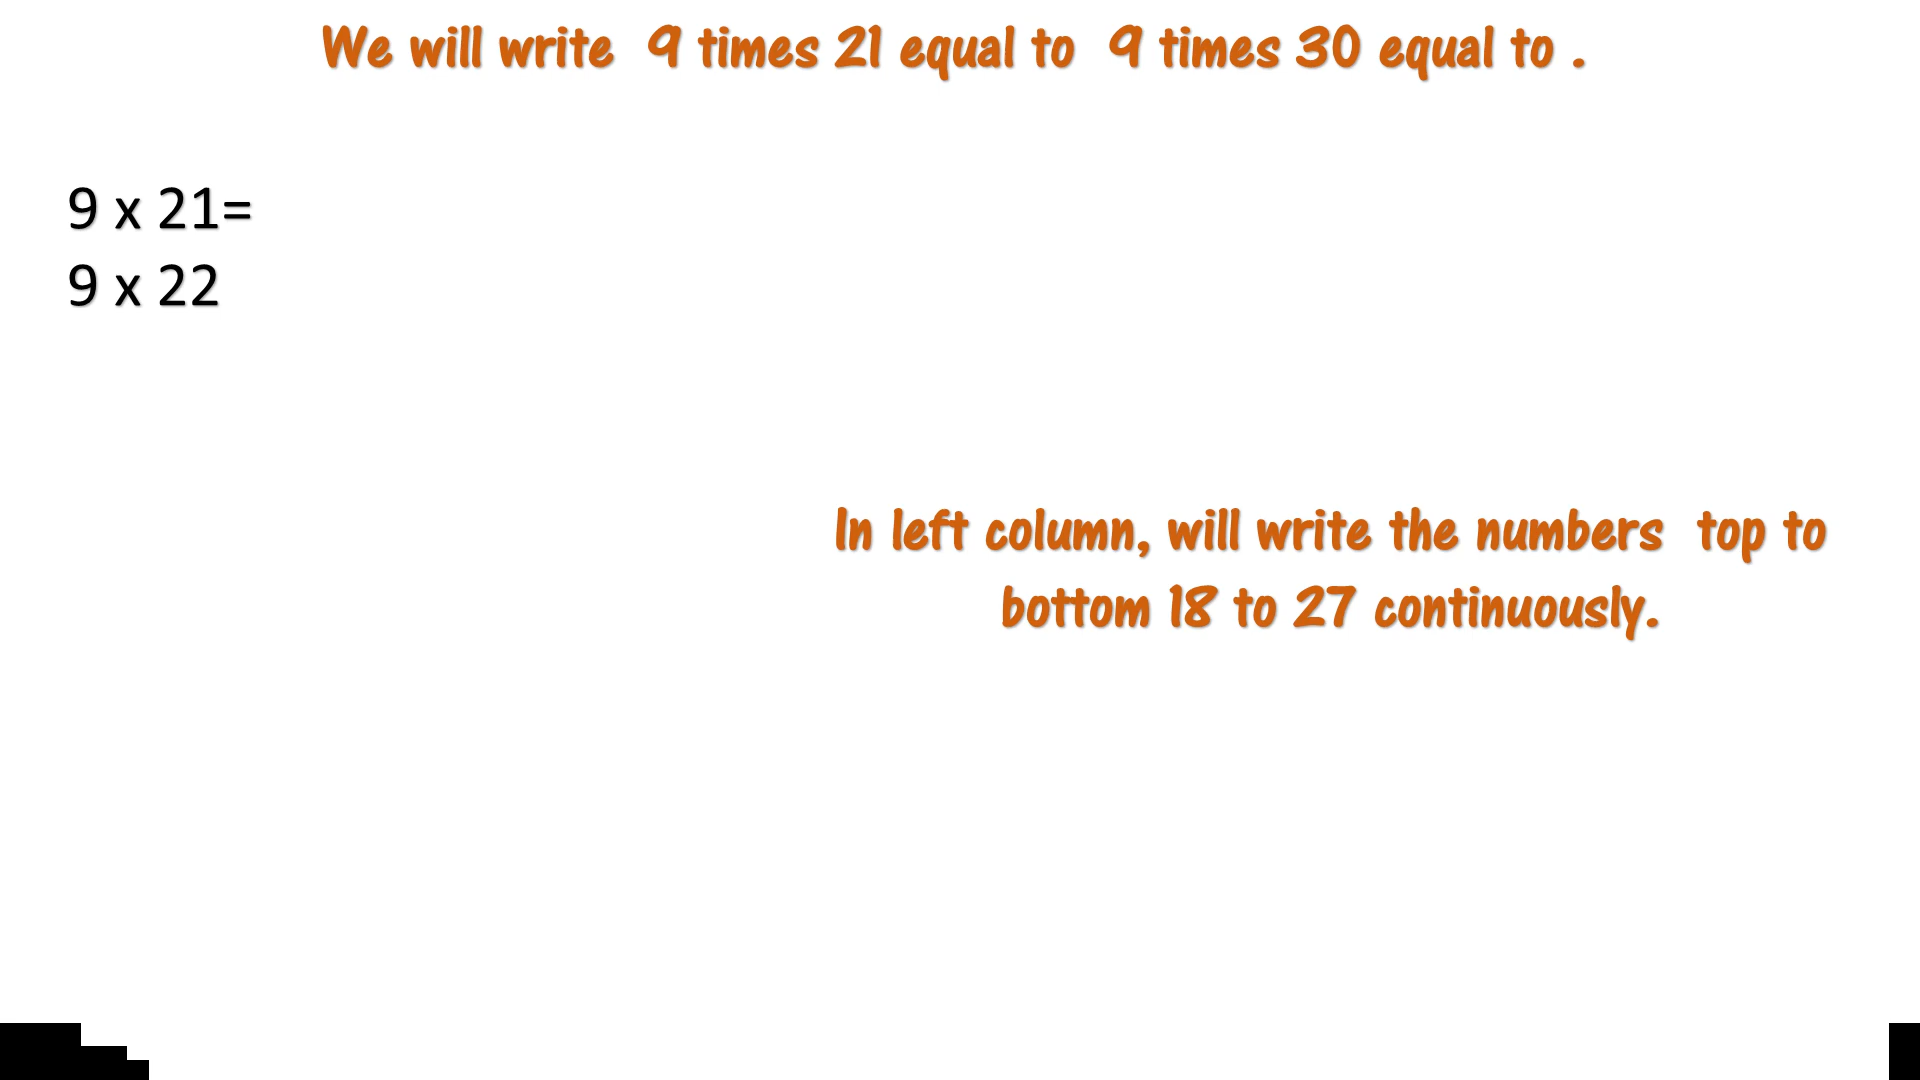 We will write  9 times 21 equal to  9 times 30 equal to .
9 x 21=
9 x 22
In left column, will write the numbers  top to
bottom 18 to 27 continuously.